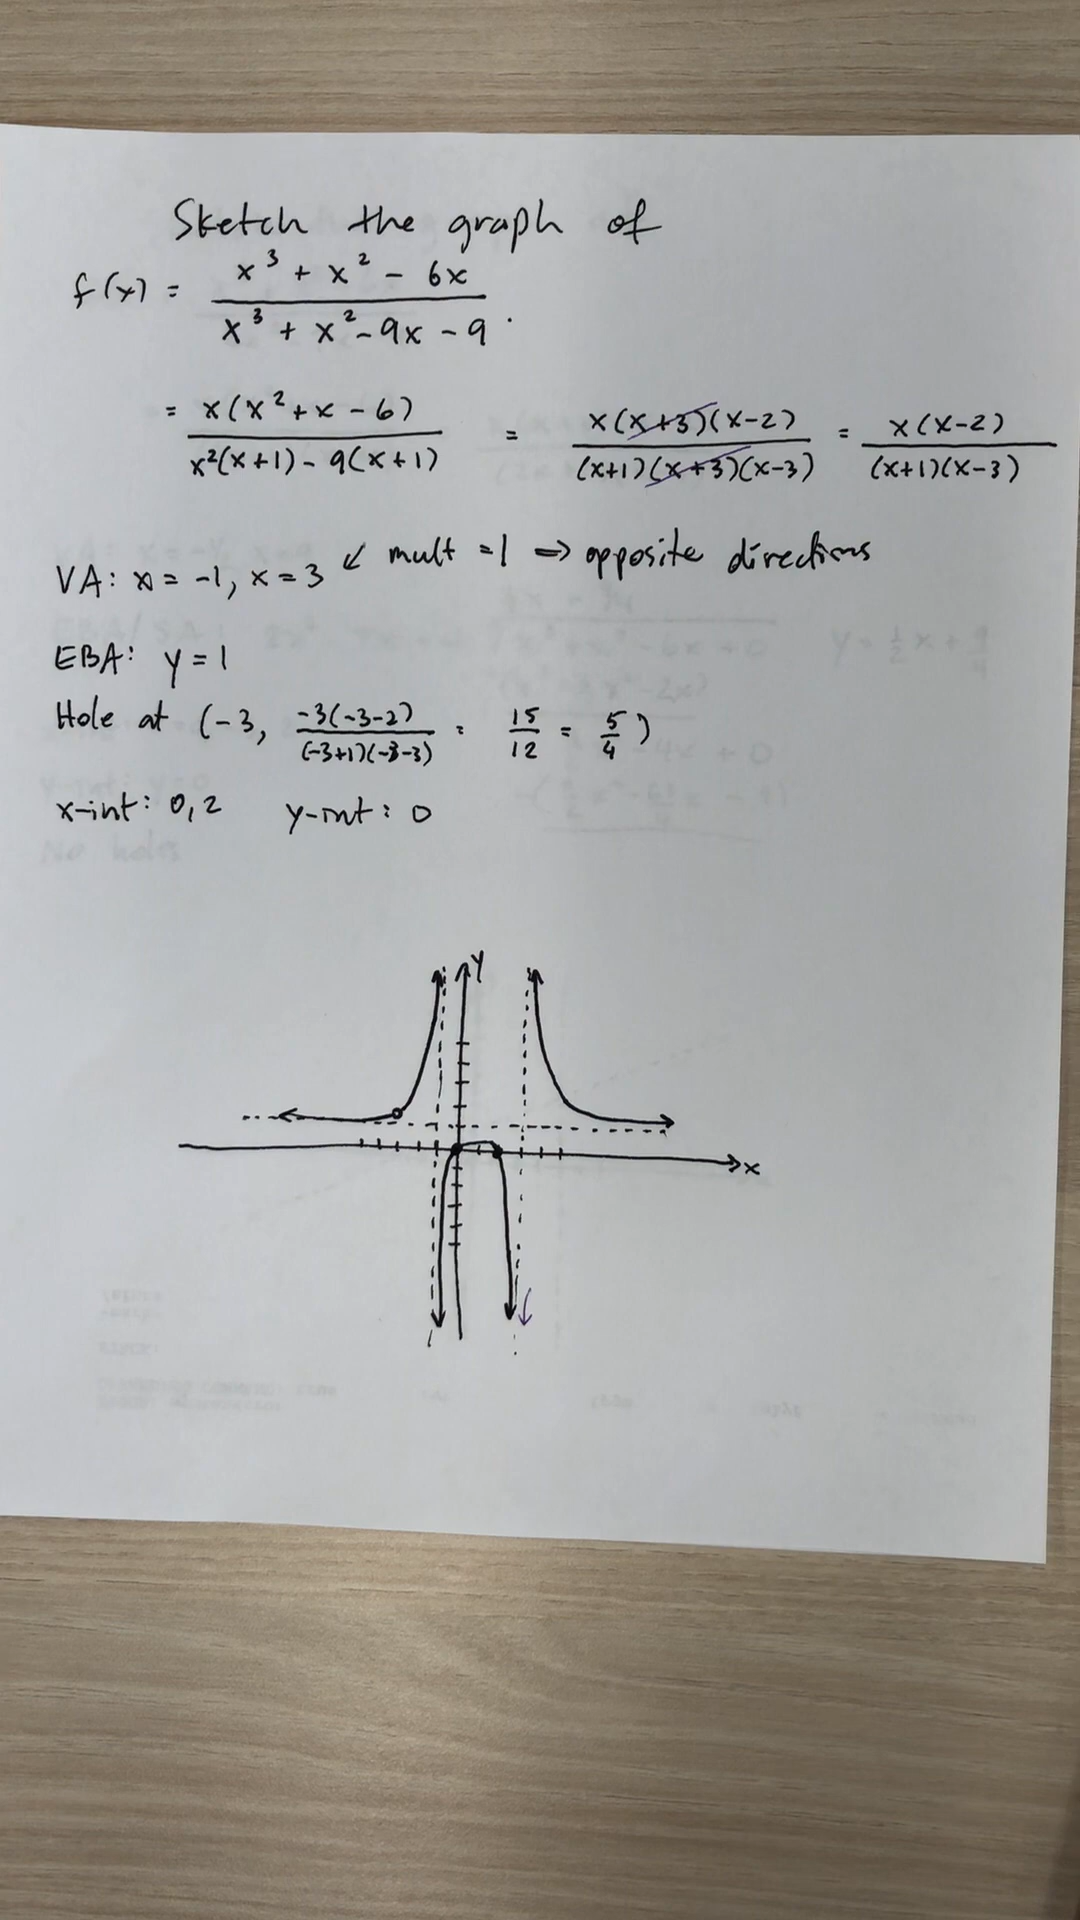 Sketch the graph of
f(x) = (x³ + x² - 6x)/(x³ + x² - 9x - 9).
= x(x² + x - 6)/(x²(x+1) - 9(x+1)) = x(x+3)(x-2)/((x+1)(x+3)(x-3)) = x(x-2)/((x+1)(x-3))
VA: x = -1, x = 3 ↙ mult = 1 ⇒ opposite directions
EBA: y = 1
Hole at (-3, -3(-3-2)/((-3+1)(-3-3)) = 15/12 = 5/4)
x-int: 0, 2 y-int: 0
y
x